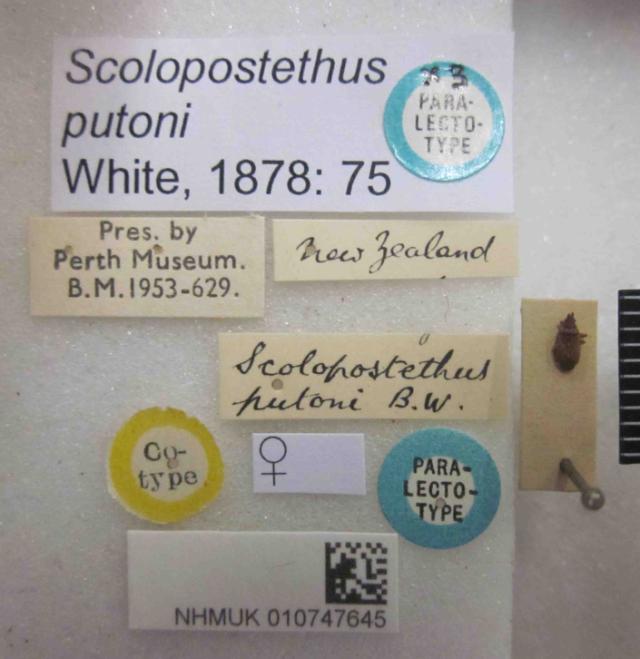 Scolopostethus
putoni
White, 1878: 75
x 3
PARA-
LECTO-
TYPE
Pres. by
Perth Museum.
B.M.1953-629.
New Zealand
Scolopostethus
putoni B.W.
Co-
type
♀
PARA-
LECTO-
TYPE
NHMUK 010747645